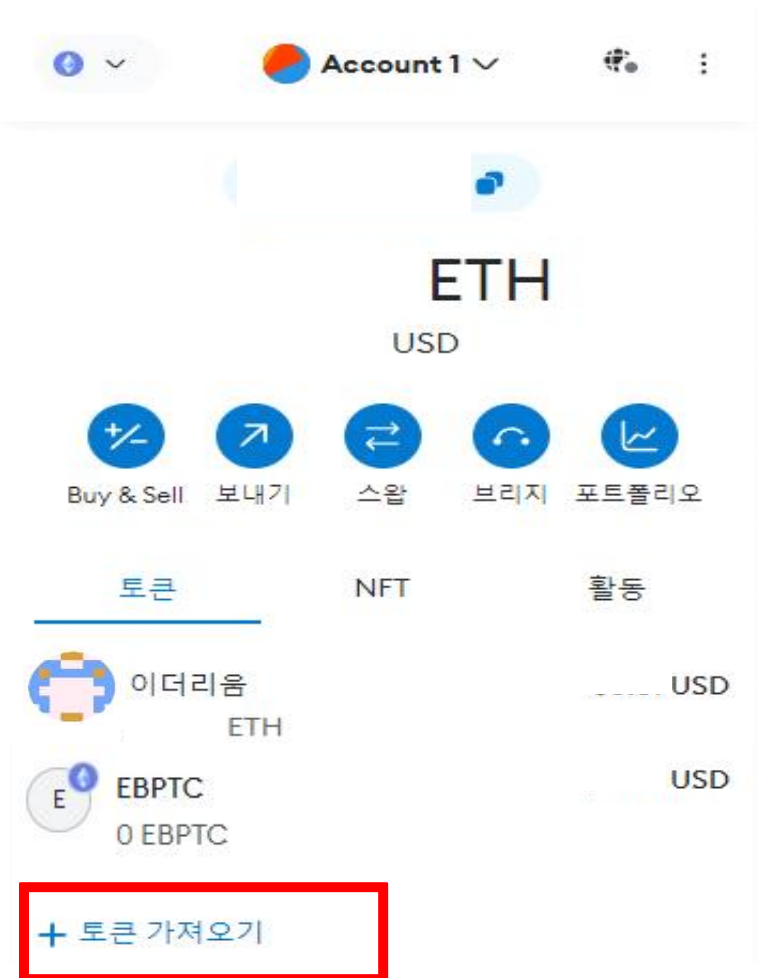 Account 1
ETH
USD
Buy & Sell 보내기 스왑 브리지 포트폴리오
토큰 NFT 활동
이더리움 USD
ETH
E EBPTC USD
0 EBPTC
+ 토큰 가져오기